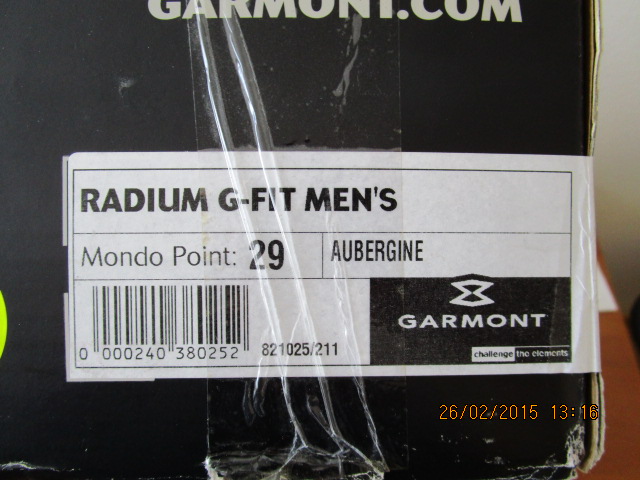 GARMONT.COM
RADIUM G-FIT MEN'S
Mondo Point: 29
AUBERGINE
0 000240 380252
821025/211
GARMONT
challenge the elements
26/02/2015 13:16